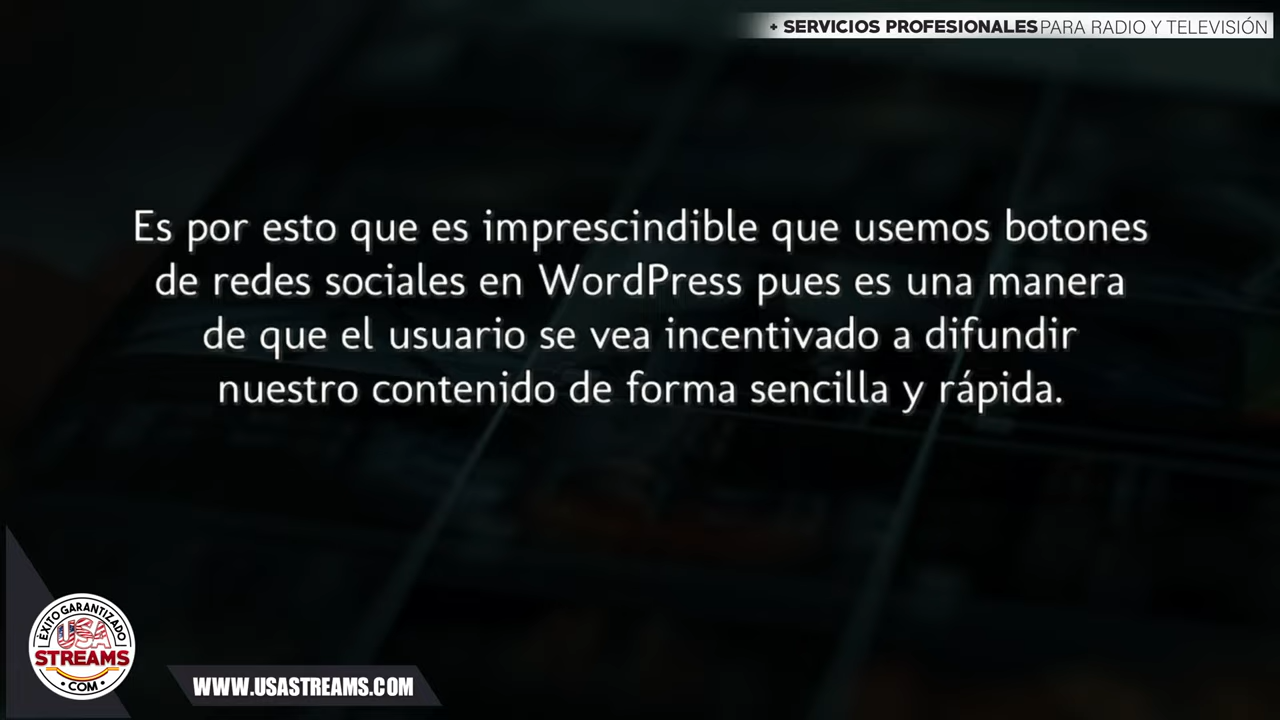 + SERVICIOS PROFESIONALES PARA RADIO Y TELEVISIÓN
Es por esto que es imprescindible que usemos botones
de redes sociales en WordPress pues es una manera
de que el usuario se vea incentivado a difundir
nuestro contenido de forma sencilla y rápida.
ÉXITO GARANTIZADO
USA
STREAMS
• COM •
WWW.USASTREAMS.COM